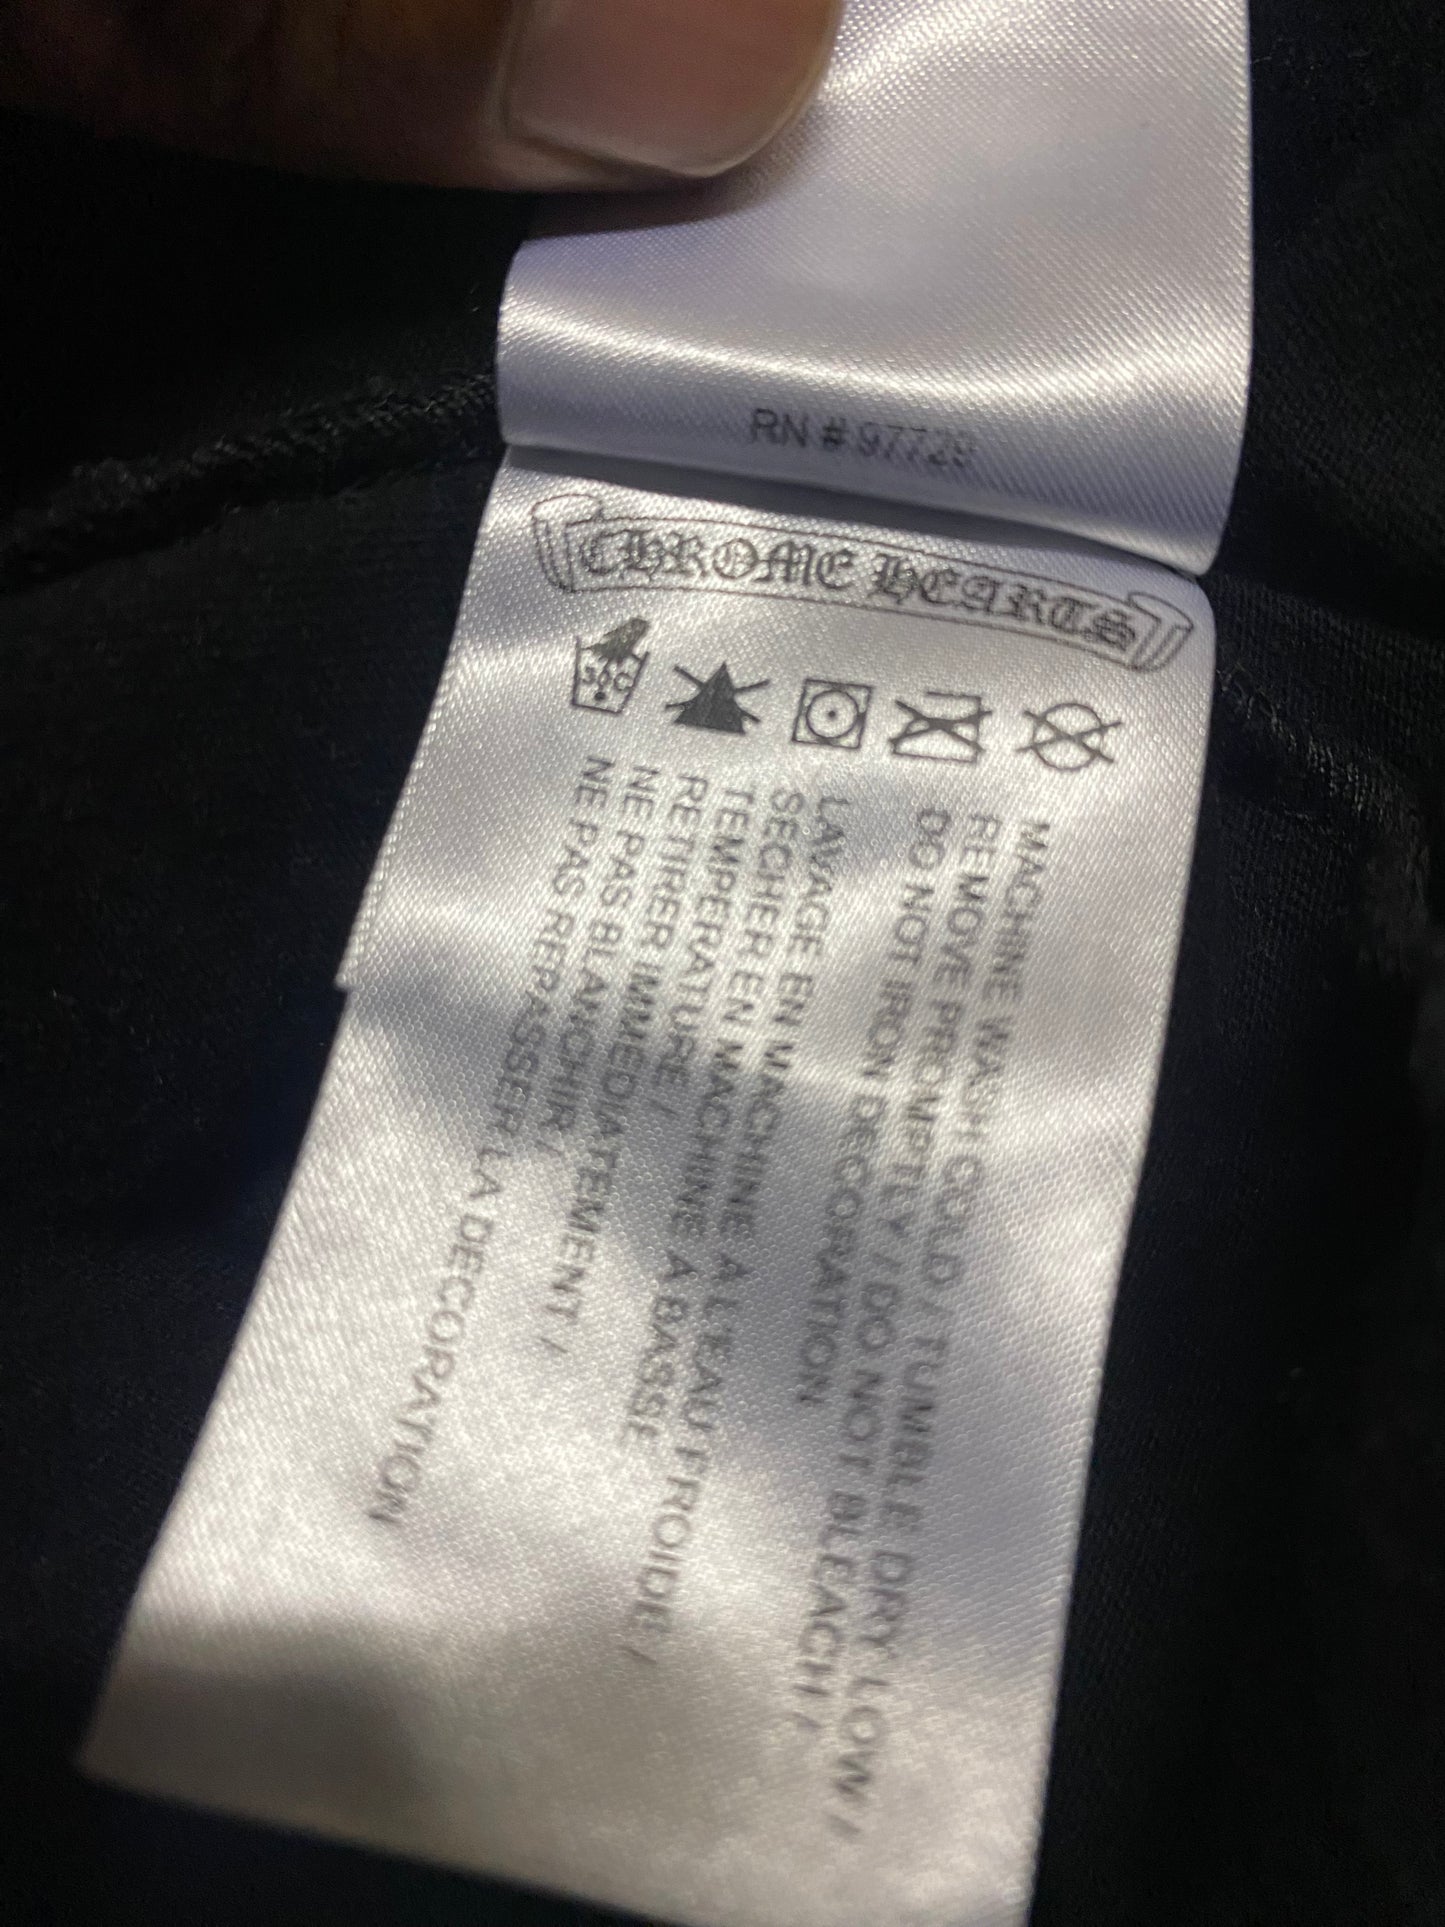 RN # 97729
CHROME HEARTS
30°C
MACHINE WASH COLD / TUMBLE DRY LOW /
REMOVE PROMPTLY / DO NOT BLEACH /
DO NOT IRON DECORATION
LAVAGE EN MACHINE A L'EAU FROIDE /
SECHER EN MACHINE A BASSE
TEMPERATURE /
RETIRER IMMEDIATEMENT /
NE PAS BLANCHIR /
NE PAS REPASSER LA DECORATION